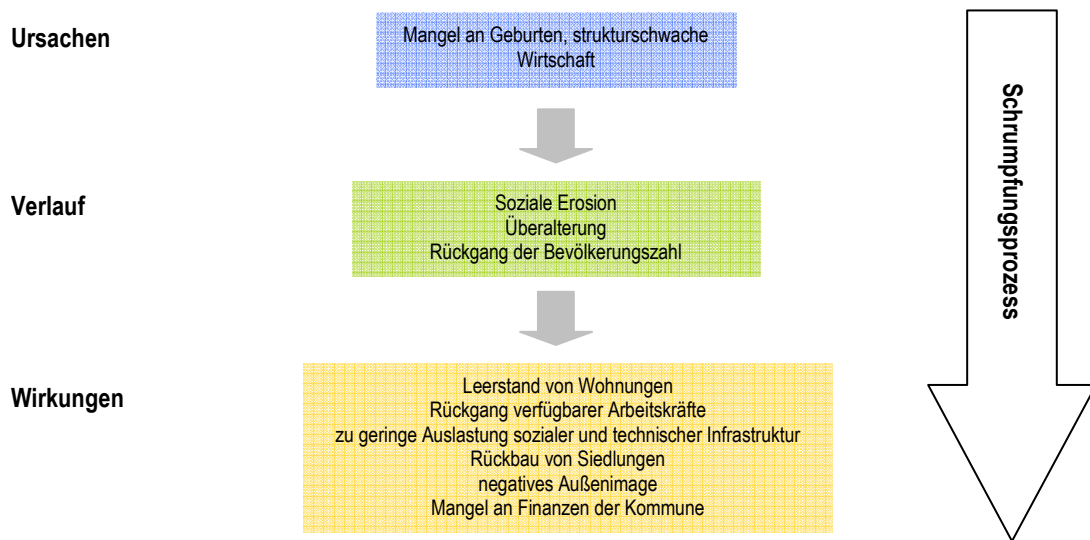 Ursachen
Mangel an Geburten, strukturschwache
Wirtschaft
Verlauf
Soziale Erosion
Überalterung
Rückgang der Bevölkerungszahl
Wirkungen
Leerstand von Wohnungen
Rückgang verfügbarer Arbeitskräfte
zu geringe Auslastung sozialer und technischer Infrastruktur
Rückbau von Siedlungen
negatives Außenimage
Mangel an Finanzen der Kommune
Schrumpfungsprozess